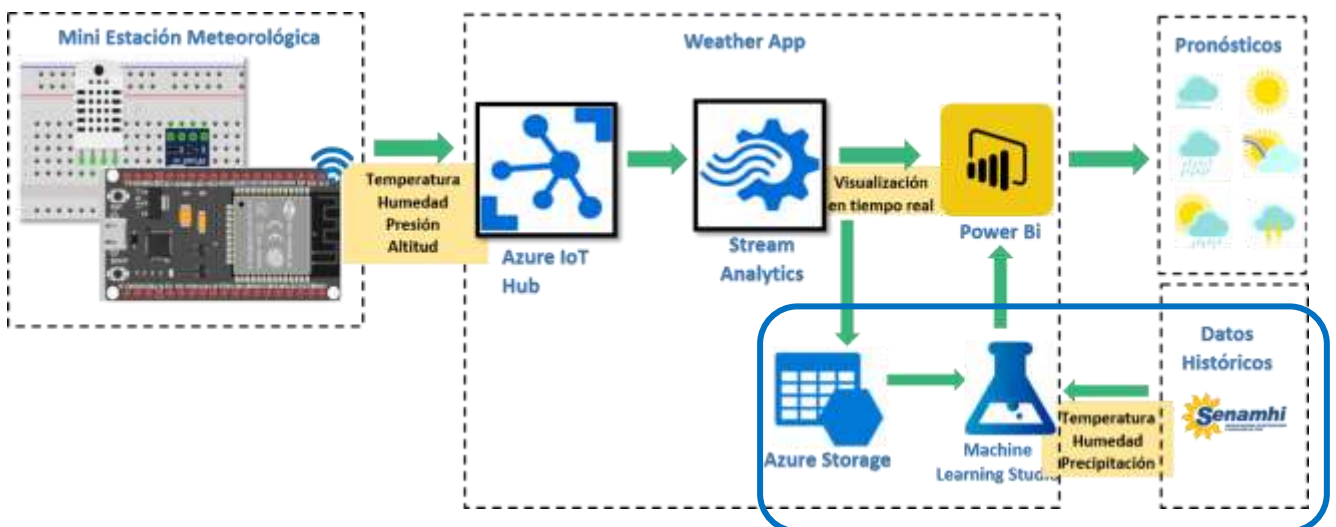 Mini Estación Meteorológica
Temperatura
Humedad
Presión
Altitud
Weather App
Azure IoT
Hub
Stream
Analytics
Visualización
en tiempo real
Power Bi
Azure Storage
Machine
Learning Studio
Temperatura
Humedad
Precipitación
Pronósticos
Datos
Históricos
Senamhi